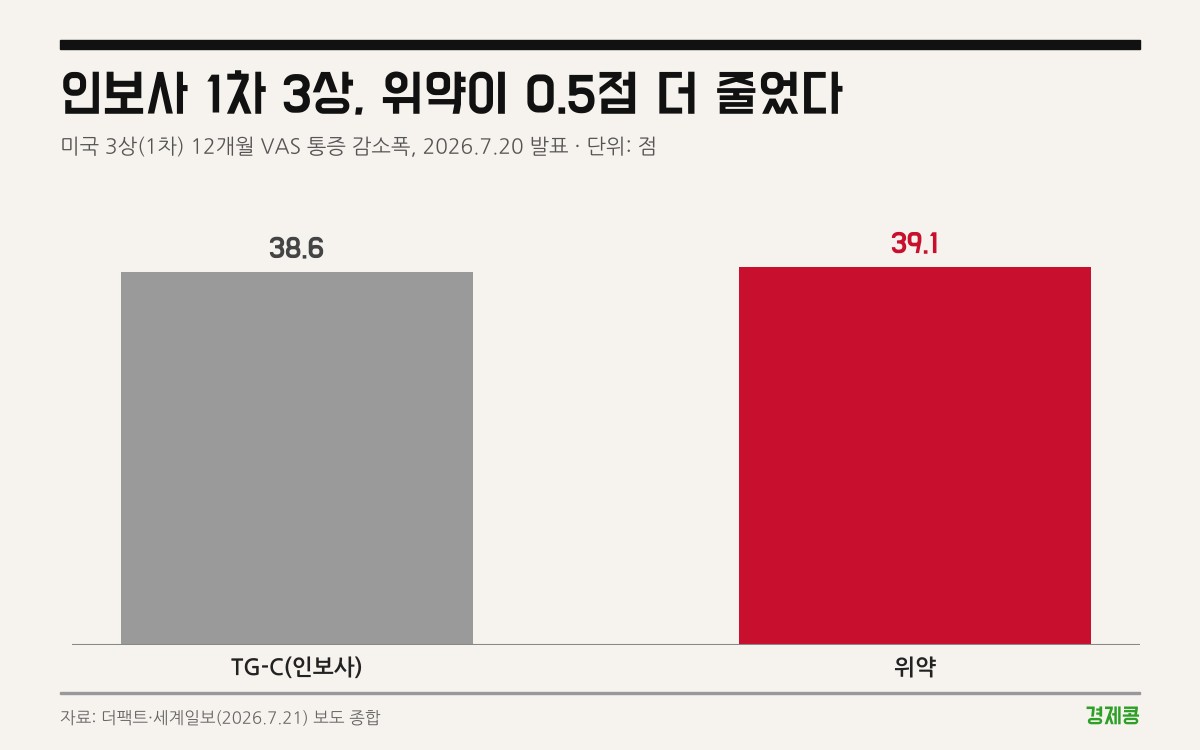 인보사 1차 3상, 위약이 0.5점 더 줄었다
미국 3상(1차) 12개월 VAS 통증 감소폭, 2026.7.20 발표 · 단위: 점
38.6
39.1
TG-C(인보사)
위약
자료: 더팩트·세계일보(2026.7.21) 보도 종합
경제콩